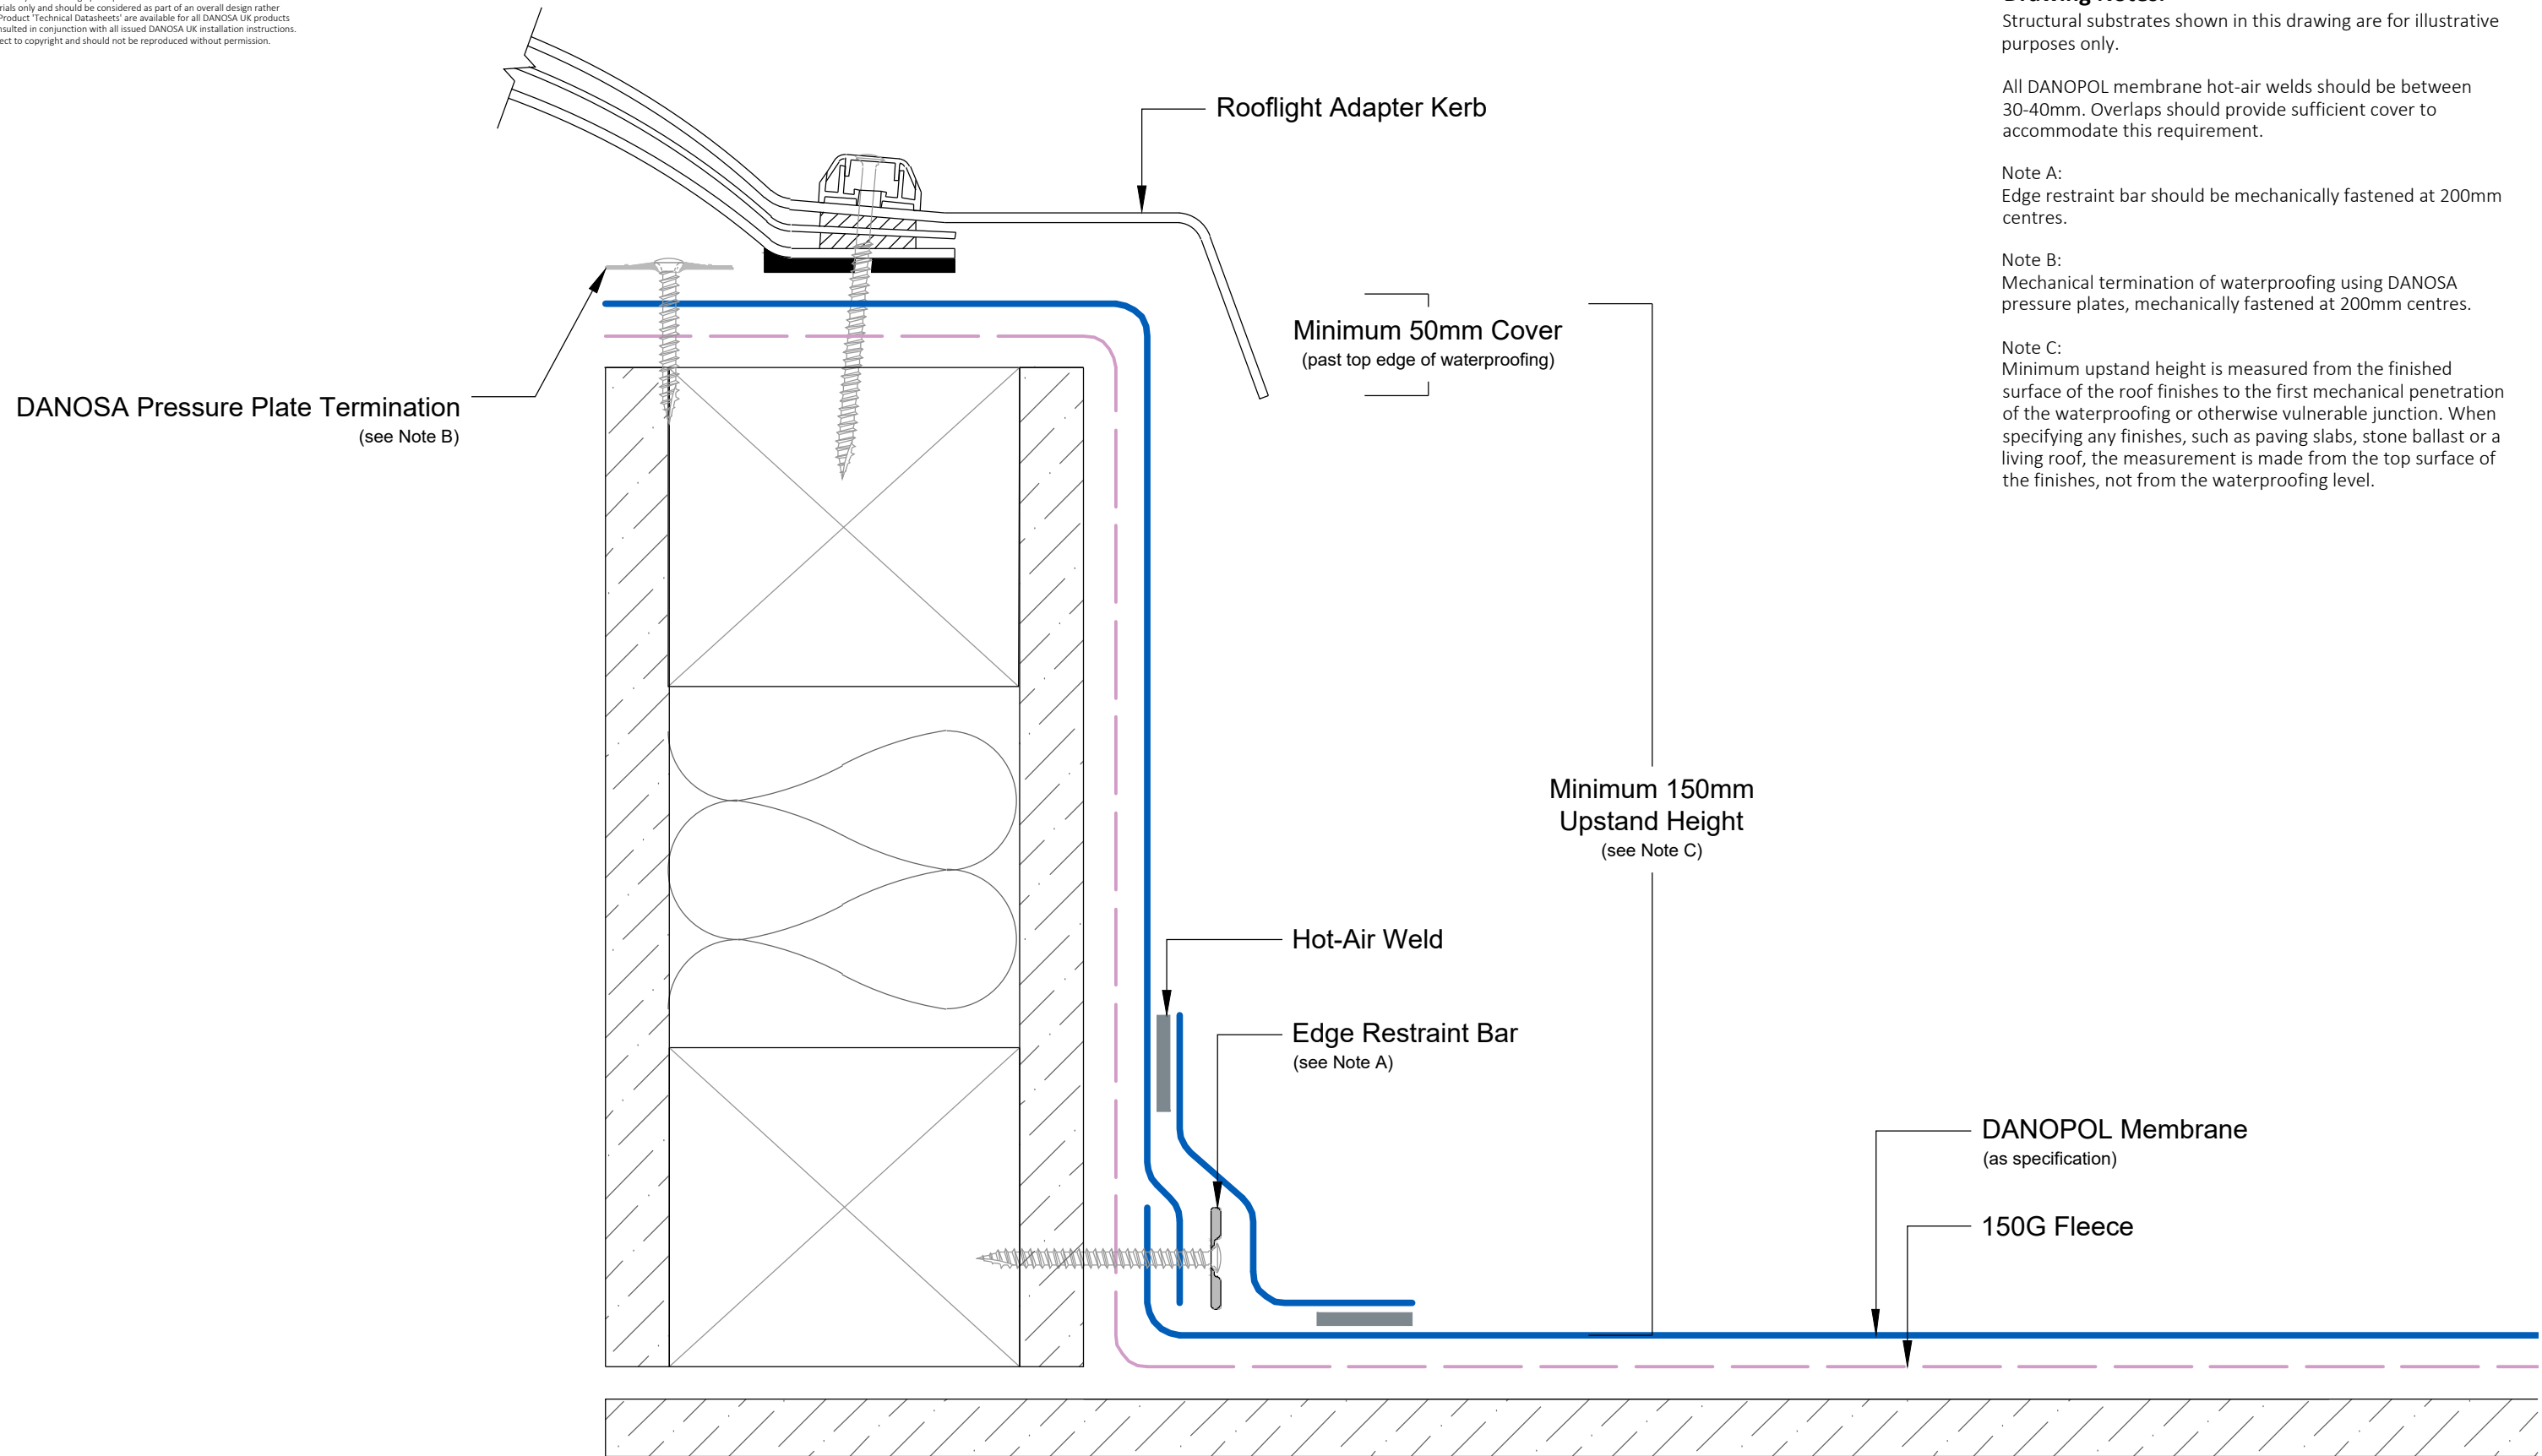 rials only and should be considered as part of an overall design rather
Product 'Technical Datasheets' are available for all DANOSA UK products
nsulted in conjunction with all issued DANOSA UK installation instructions.
ect to copyright and should not be reproduced without permission.
Structural substrates shown in this drawing are for illustrative
purposes only.
All DANOPOL membrane hot-air welds should be between
30-40mm. Overlaps should provide sufficient cover to
accommodate this requirement.
Note A:
Edge restraint bar should be mechanically fastened at 200mm
centres.
Note B:
Mechanical termination of waterproofing using DANOSA
pressure plates, mechanically fastened at 200mm centres.
Note C:
Minimum upstand height is measured from the finished
surface of the roof finishes to the first mechanical penetration
of the waterproofing or otherwise vulnerable junction. When
specifying any finishes, such as paving slabs, stone ballast or a
living roof, the measurement is made from the top surface of
the finishes, not from the waterproofing level.
Rooflight Adapter Kerb
Minimum 50mm Cover
(past top edge of waterproofing)
DANOSA Pressure Plate Termination
(see Note B)
Minimum 150mm
Upstand Height
(see Note C)
Hot-Air Weld
Edge Restraint Bar
(see Note A)
DANOPOL Membrane
(as specification)
150G Fleece